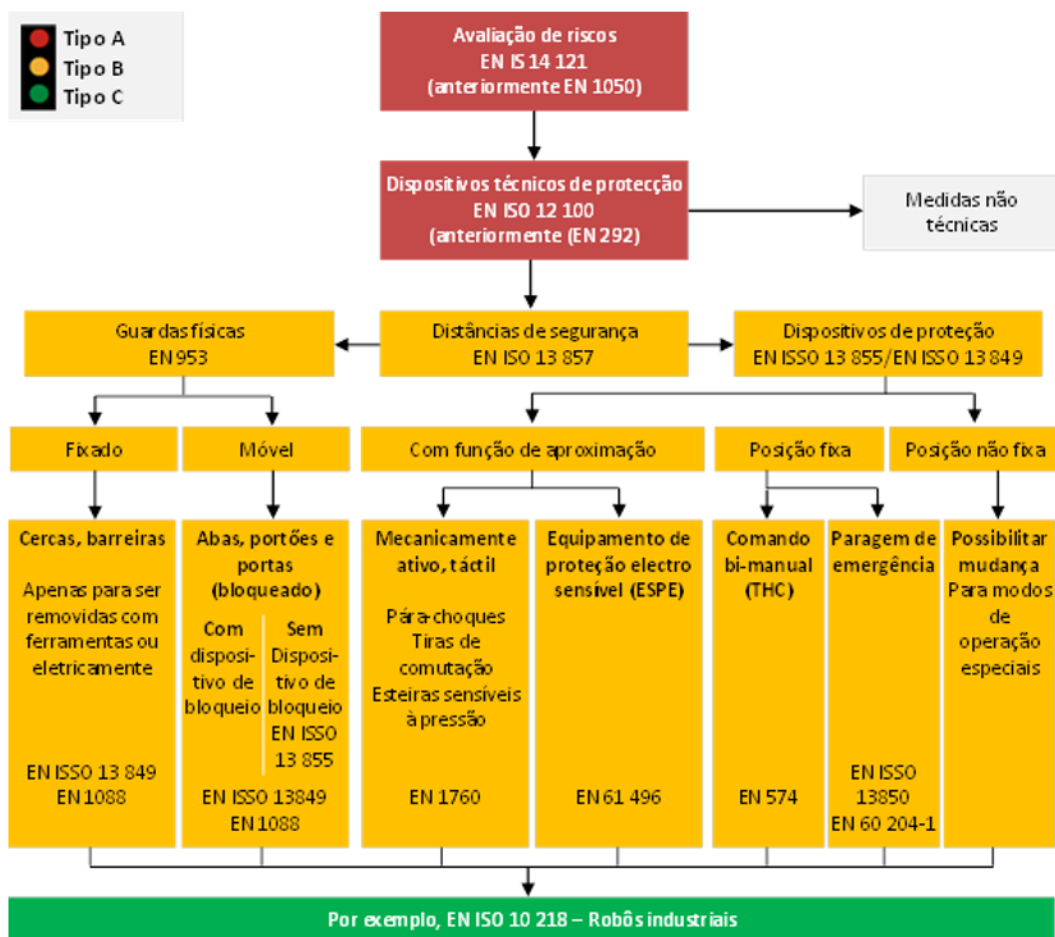 Tipo A
Tipo B
Tipo C
Avaliação de riscos
EN IS 14 121
(anteriormente EN 1050)
Dispositivos técnicos de protecção
EN ISO 12 100
(anteriormente (EN 292)
Medidas não
técnicas
Guardas físicas
EN 953
Distâncias de segurança
EN ISO 13 857
Dispositivos de proteção
EN ISSO 13 855/EN ISSO 13 849
Fixado
Móvel
Com função de aproximação
Posição fixa
Posição não fixa
Cercas, barreiras
Apenas para ser
removidas com
ferramentas ou
eletricamente
EN ISSO 13 849
EN 1088
Abas, portões e
portas
(bloqueado)
Com
disposi-
tivo de
bloqueio
Sem
Disposi-
tivo de
bloqueio
EN ISSO
13 855
EN ISSO 13849
EN 1088
Mecanicamente
ativo, táctil
Pára-choques
Tiras de
comutação
Esteiras sensíveis
à pressão
EN 1760
Equipamento de
proteção electro
sensível (ESPE)
EN 61 496
Comando
bi-manual
(THC)
EN 574
Paragem de
emergência
EN ISSO
13850
EN 60 204-1
Possibilitar
mudança
Para modos
de
operação
especiais
Por exemplo, EN ISO 10 218 – Robôs industriais